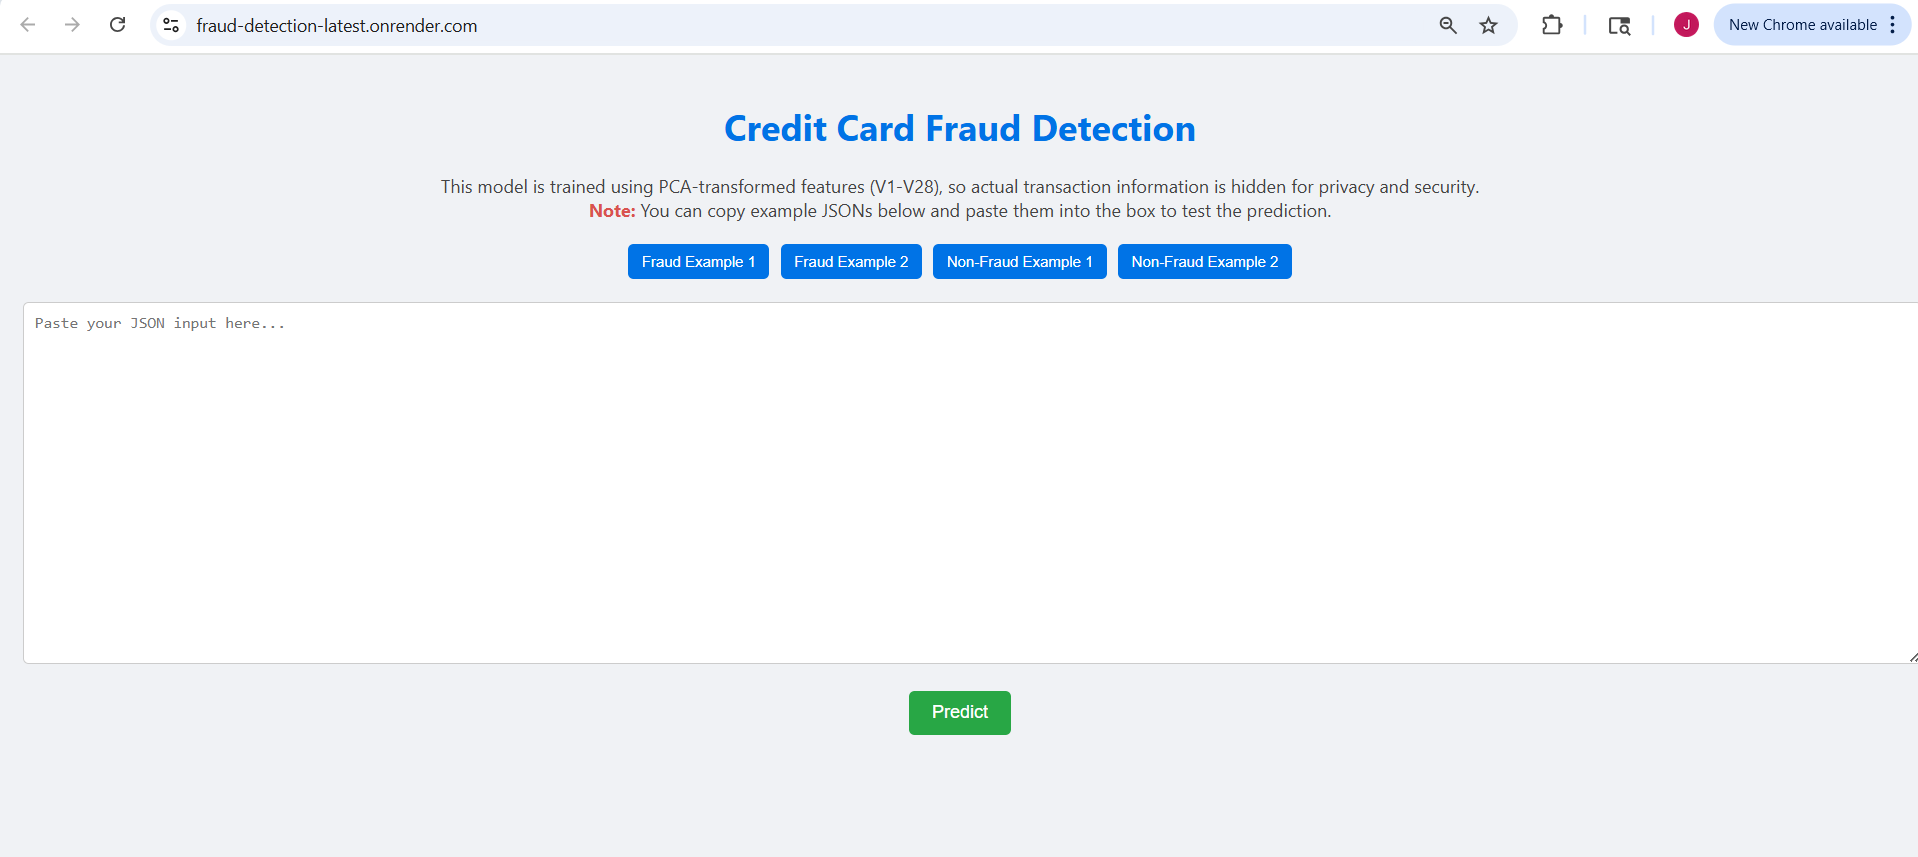 fraud-detection-latest.onrender.com
J
New Chrome available
Credit Card Fraud Detection
This model is trained using PCA-transformed features (V1-V28), so actual transaction information is hidden for privacy and security.
Note: You can copy example JSONs below and paste them into the box to test the prediction.
Fraud Example 1
Fraud Example 2
Non-Fraud Example 1
Non-Fraud Example 2
Paste your JSON input here...
Predict